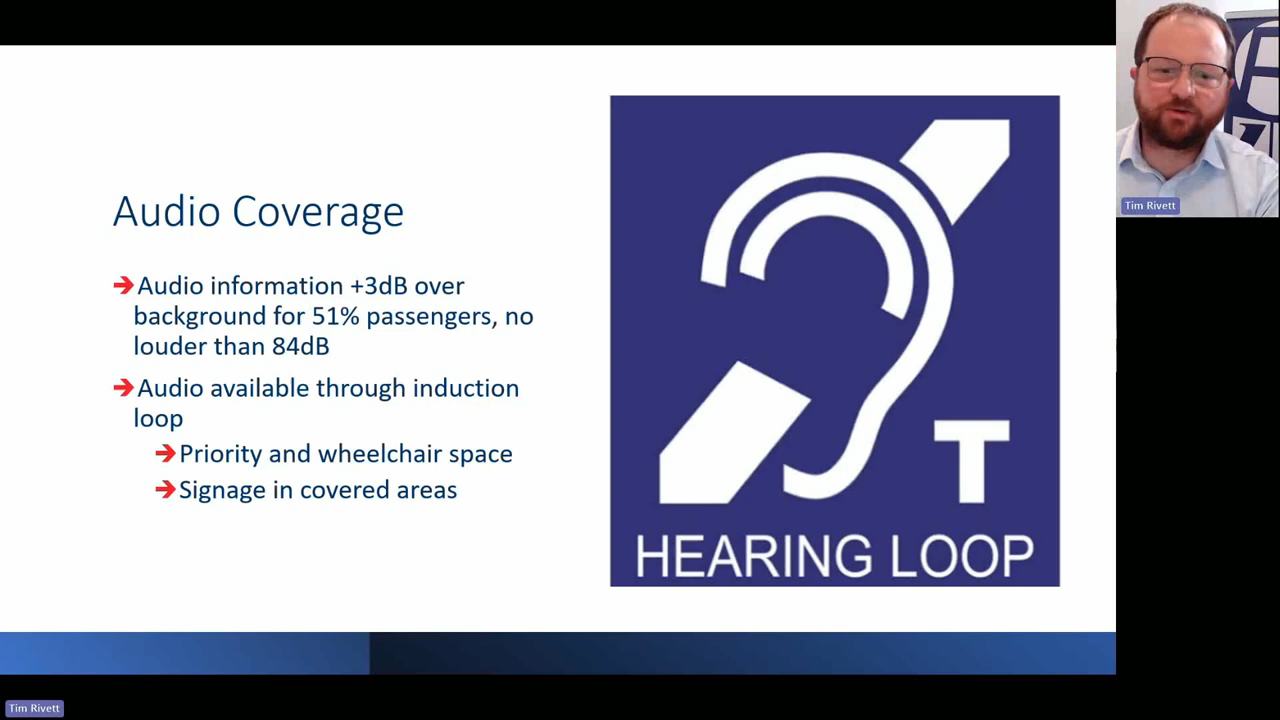 Audio Coverage
➔Audio information +3dB over
background for 51% passengers, no
louder than 84dB
➔Audio available through induction
loop
➔Priority and wheelchair space
➔Signage in covered areas
T
HEARING LOOP
Tim Rivett
Tim Rivett